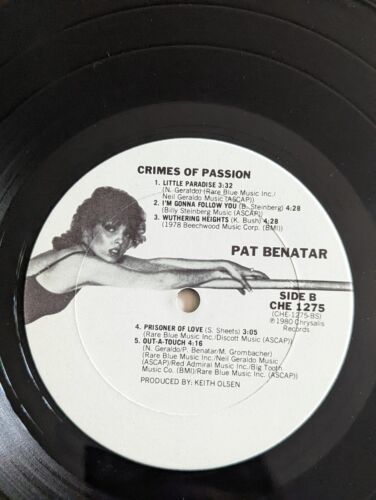 CRIMES OF PASSION
1. LITTLE PARADISE 3:32
(N. Geraldo)(Rare Blue Music Inc./
Neil Geraldo Music (ASCAP))
2. I'M GONNA FOLLOW YOU (B. Steinberg) 4:28
(Billy Steinberg Music (ASCAP))
3. WUTHERING HEIGHTS (K. Bush) 4:28
(1978 Beechwood Music Corp. (BMI))
PAT BENATAR
SIDE B
CHE 1275
(CHE-1275-BS)
℗1980 Chrysalis
Records
4. PRISONER OF LOVE (S. Sheets) 3:05
(Rare Blue Music Inc./Discott Music (ASCAP))
5. OUT-A-TOUCH 4:16
(N. Geraldo/P. Benatar/M. Grombacher)
(Rare Blue Music Inc./Neil Geraldo Music
(ASCAP)/Red Admiral Music Inc./Big Tooth
Music Co. (BMI)/Rare Blue Music Inc. (ASCAP))
PRODUCED BY: KEITH OLSEN